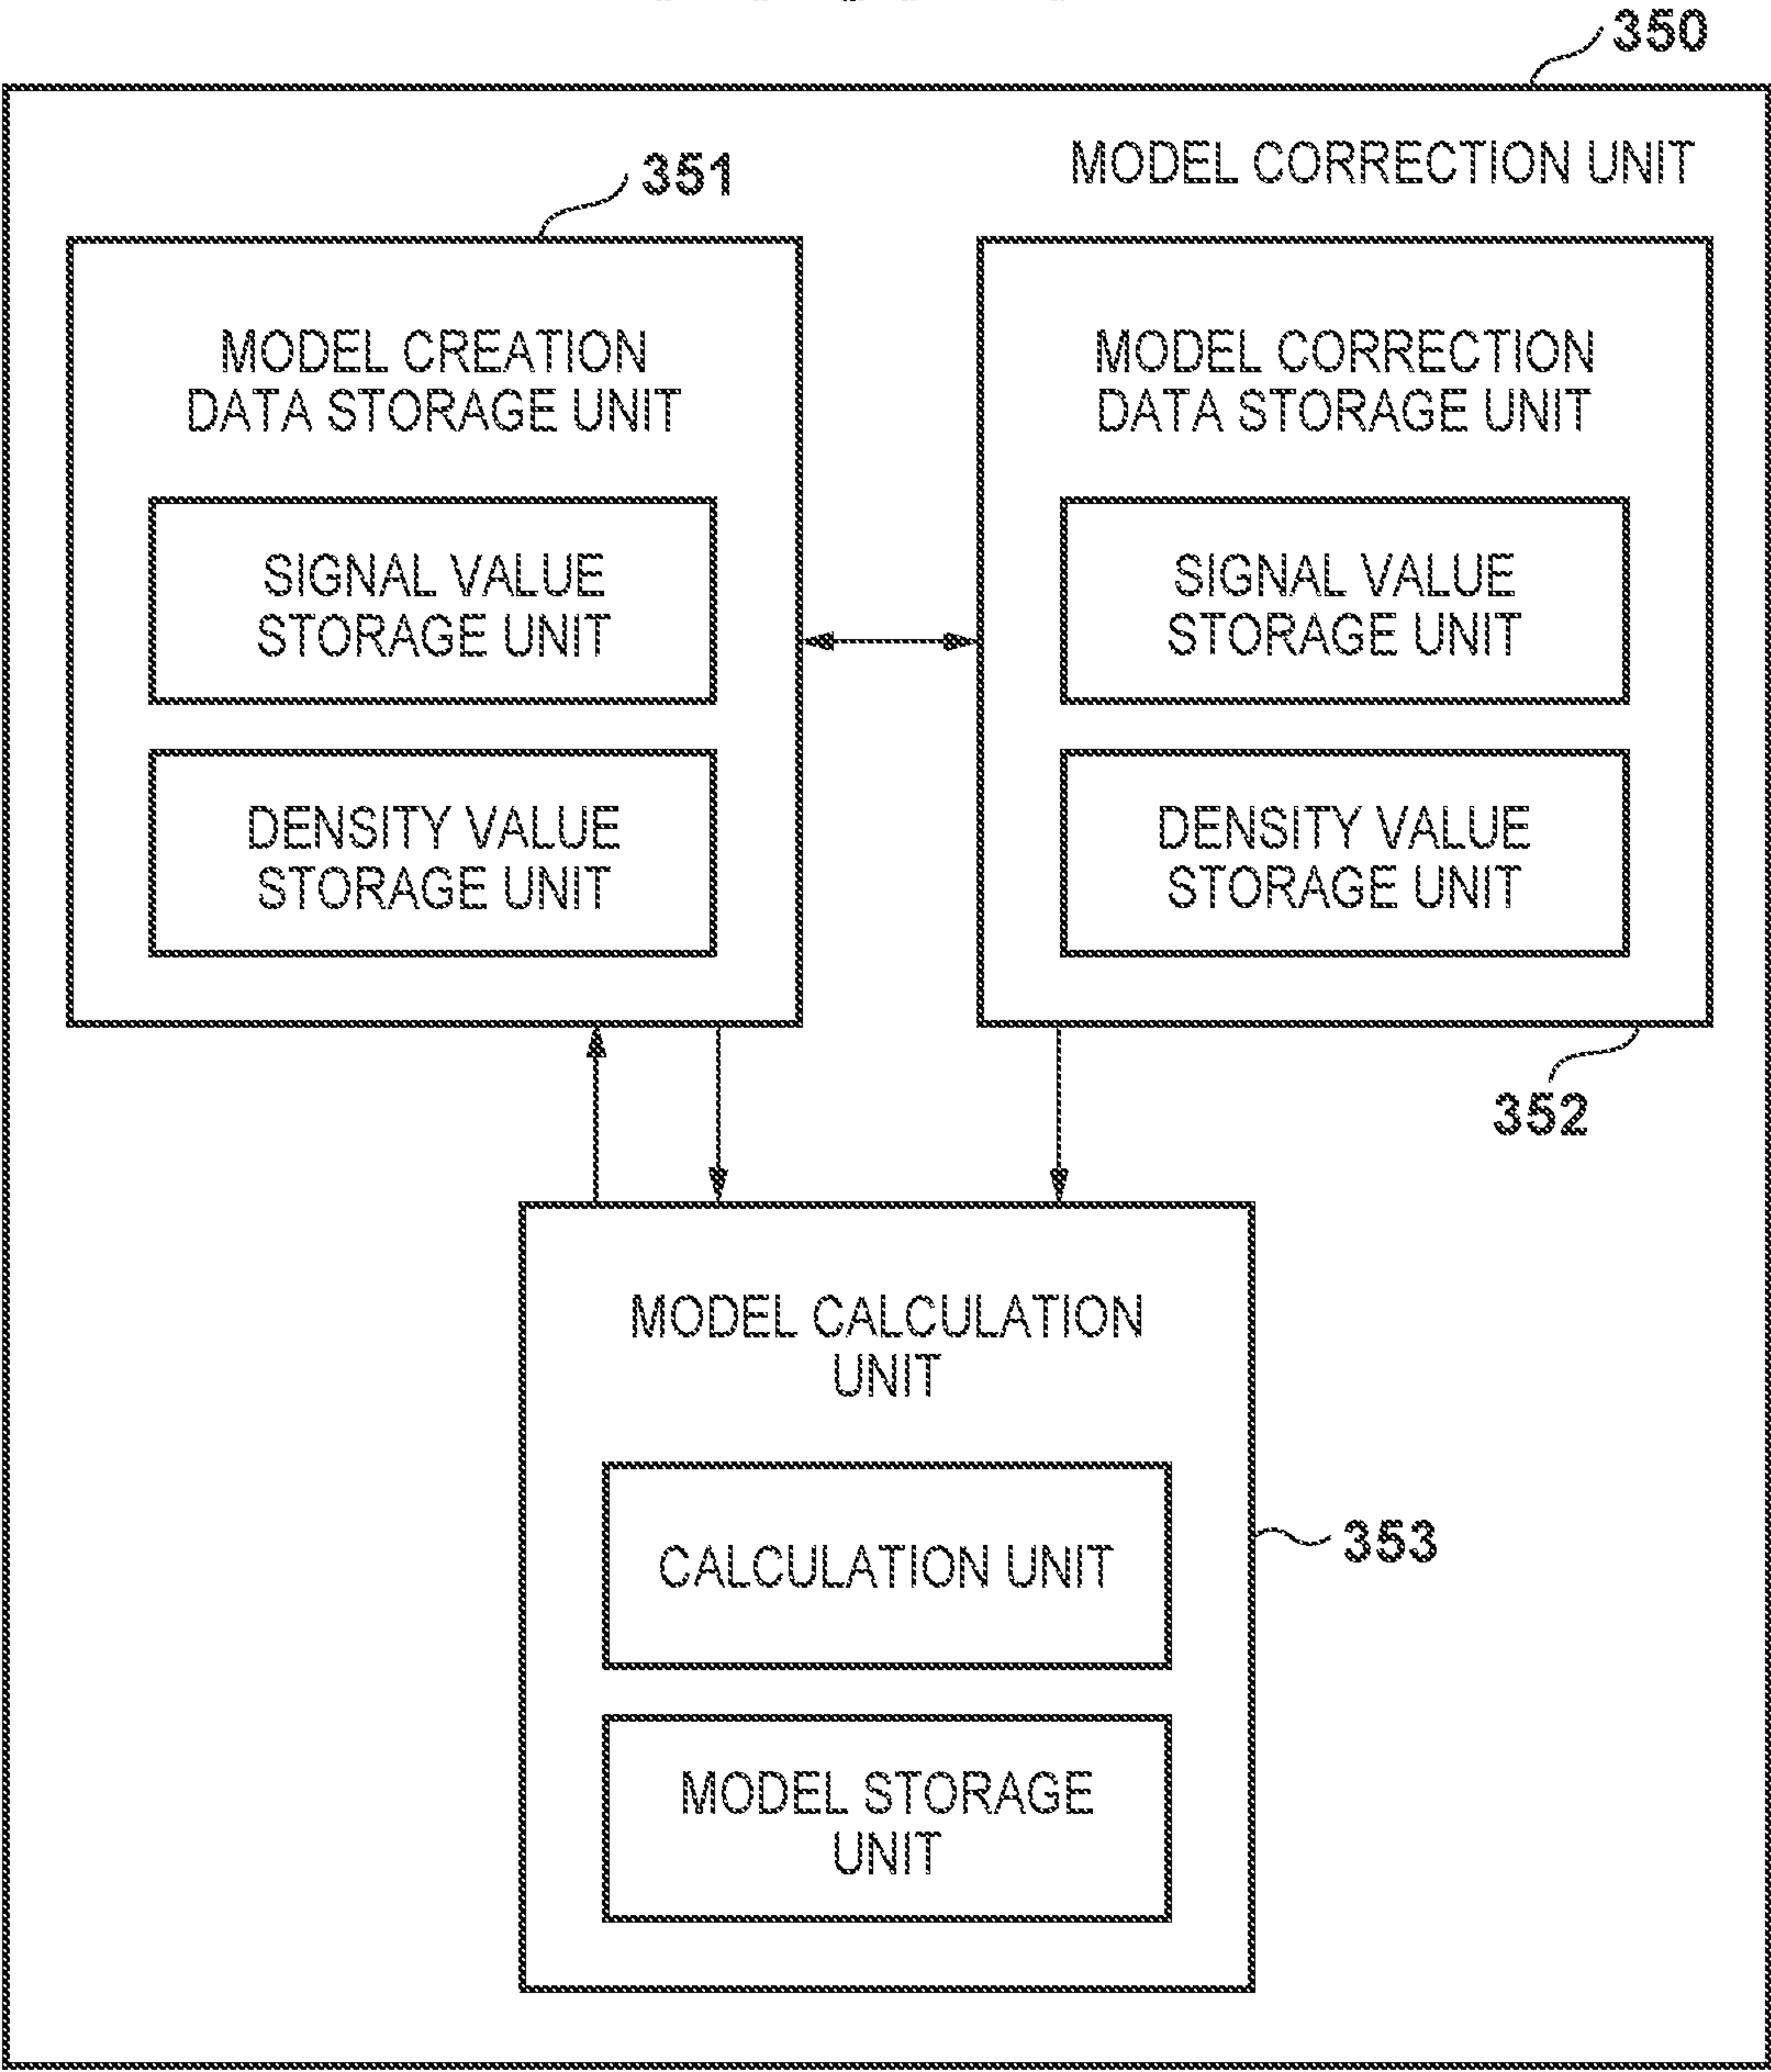 350
MODEL CORRECTION UNIT
351
MODEL CREATION
DATA STORAGE UNIT
SIGNAL VALUE
STORAGE UNIT
DENSITY VALUE
STORAGE UNIT
MODEL CORRECTION
DATA STORAGE UNIT
SIGNAL VALUE
STORAGE UNIT
DENSITY VALUE
STORAGE UNIT
352
MODEL CALCULATION
UNIT
CALCULATION UNIT
MODEL STORAGE
UNIT
353